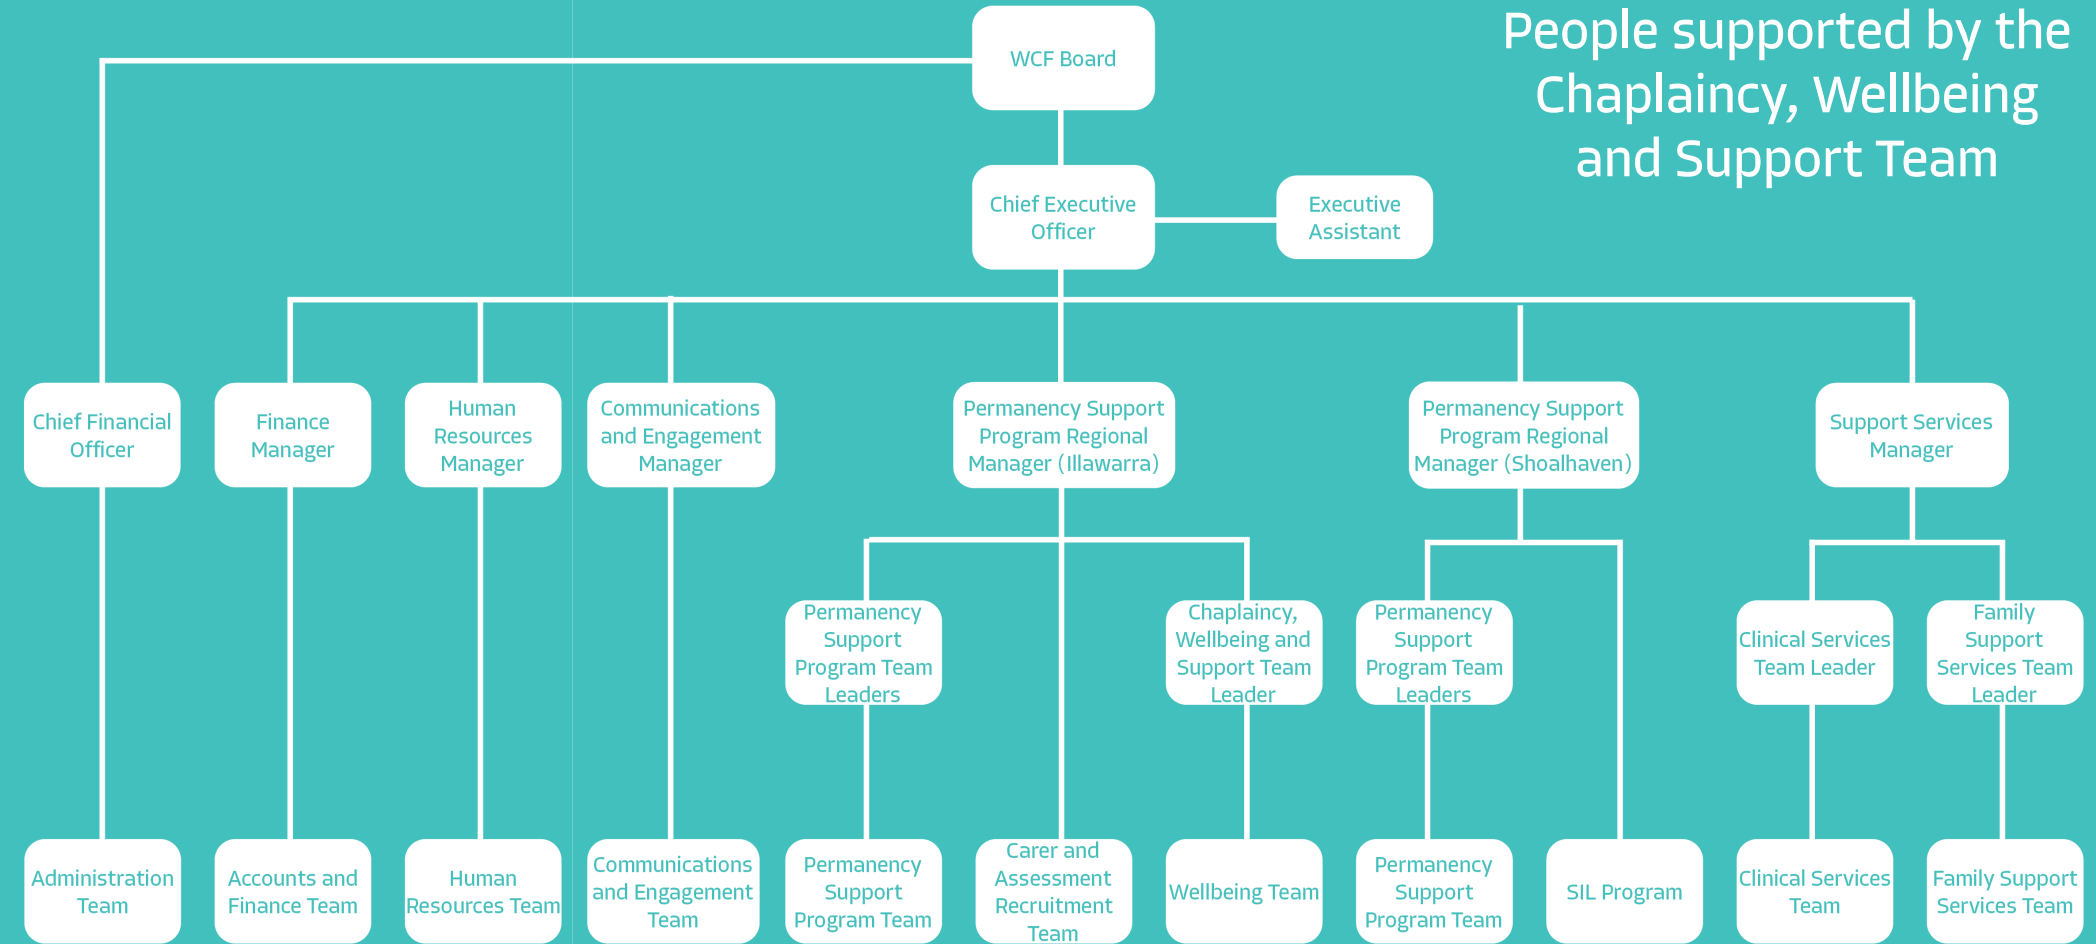 People supported by the
Chaplaincy, Wellbeing
and Support Team
WCF Board
Chief Executive
Officer
Executive
Assistant
Chief Financial
Officer
Finance
Manager
Human
Resources
Manager
Communications
and Engagement
Manager
Permanency Support
Program Regional
Manager (Illawarra)
Permanency Support
Program Regional
Manager (Shoalhaven)
Support Services
Manager
Permanency
Support
Program Team
Leaders
Chaplaincy,
Wellbeing and
Support Team
Leader
Permanency
Support
Program Team
Leaders
Clinical Services
Team Leader
Family
Support
Services Team
Leader
Administration
Team
Accounts and
Finance Team
Human
Resources Team
Communications
and Engagement
Team
Permanency
Support
Program Team
Carer and
Assessment
Recruitment
Team
Wellbeing Team
Permanency
Support
Program Team
SIL Program
Clinical Services
Team
Family Support
Services Team